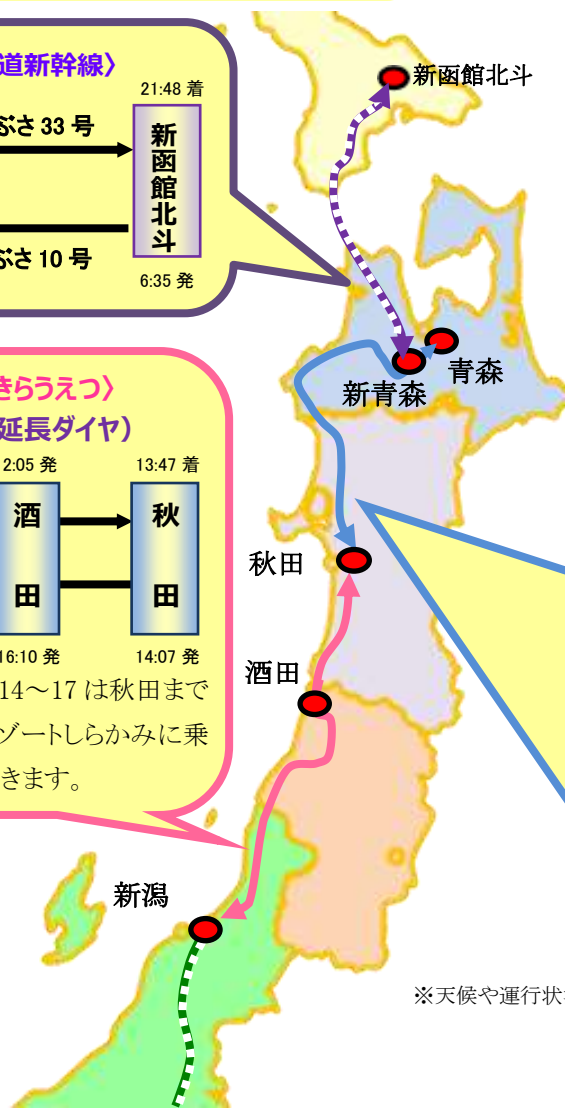 道新幹線〉
21:48 着
ぶさ 33 号
新函館北斗
ぶさ 10 号
6:35 発
新函館北斗
青森
新青森
きらうえつ〉
延長ダイヤ）
2:05 発
13:47 着
酒田
秋田
16:10 発
14:07 発
14～17 は秋田まで
ゾートしらかみに乗
きます。
秋田
酒田
新潟
※天候や運行状